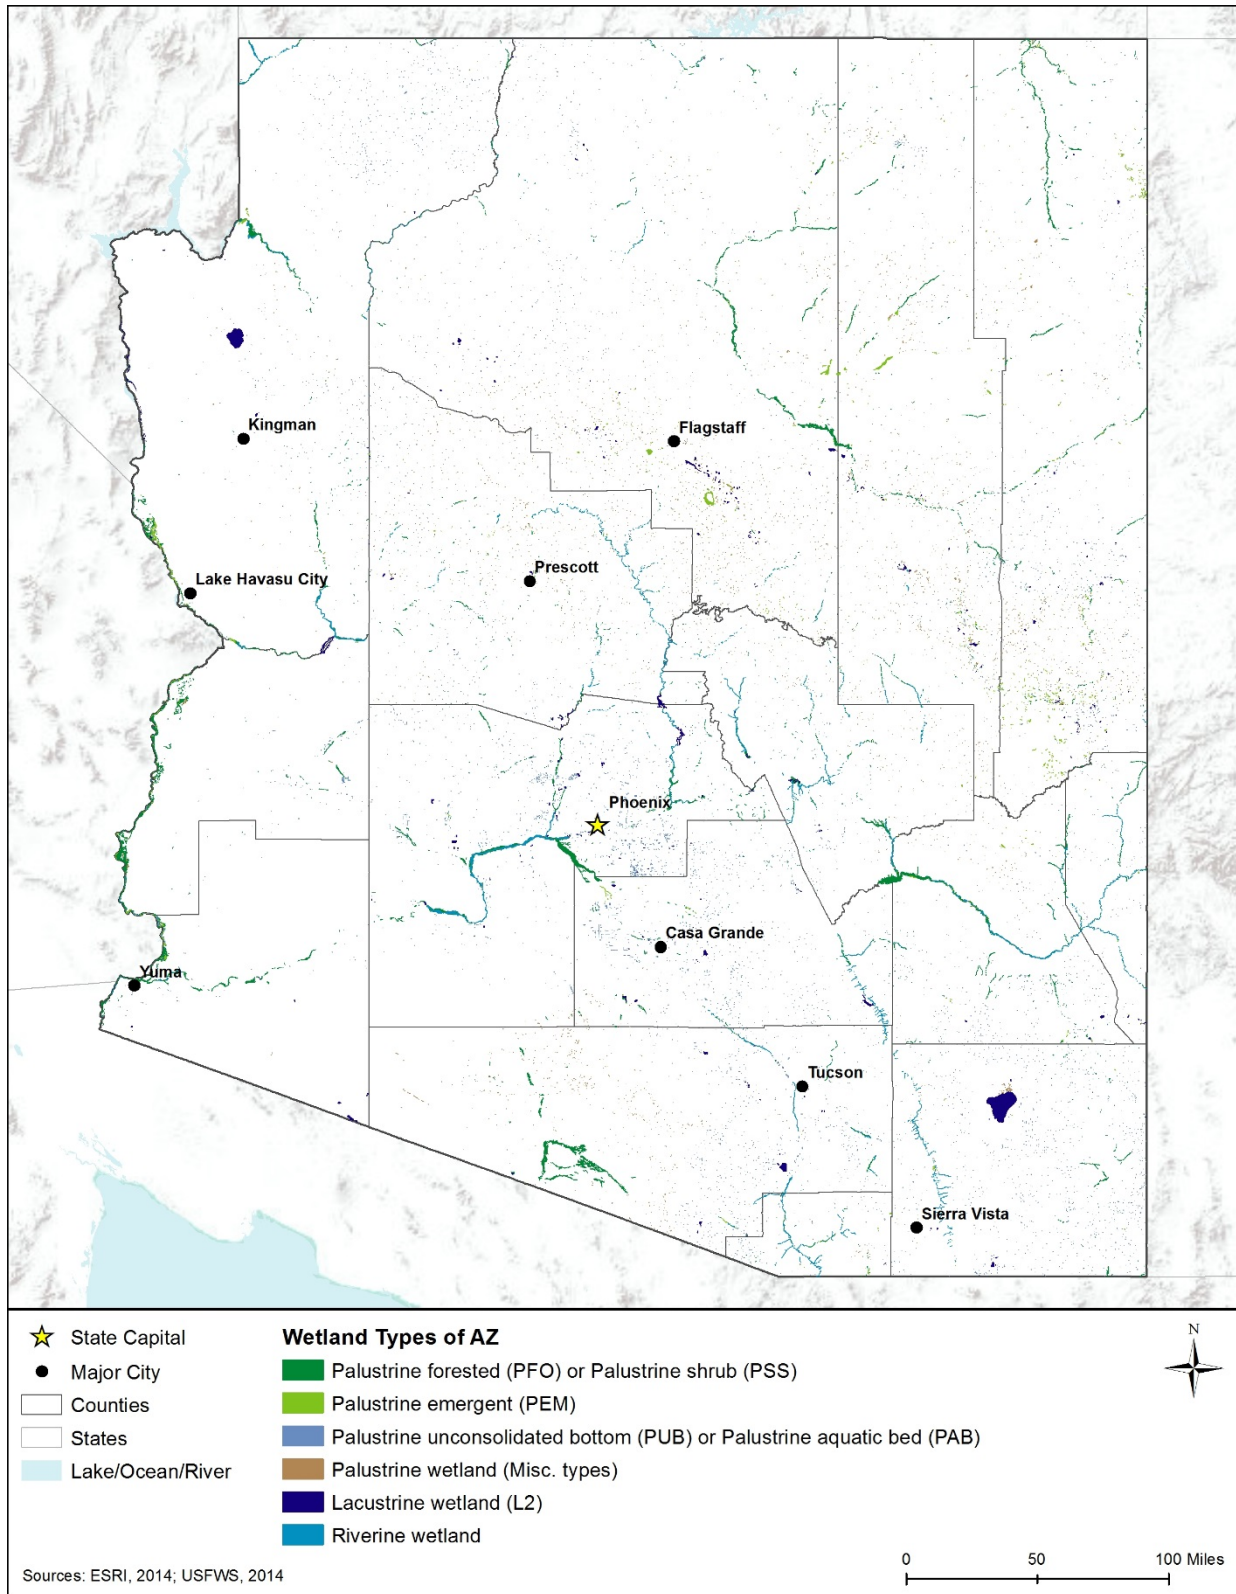 Kingman
Flagstaff
Lake Havasu City
Prescott
Phoenix
Casa Grande
Yuma
Tucson
Sierra Vista
State Capital
Major City
Counties
States
Lake/Ocean/River
Wetland Types of AZ
Palustrine forested (PFO) or Palustrine shrub (PSS)
Palustrine emergent (PEM)
Palustrine unconsolidated bottom (PUB) or Palustrine aquatic bed (PAB)
Palustrine wetland (Misc. types)
Lacustrine wetland (L2)
Riverine wetland
N
0 50 100 Miles
Sources: ESRI, 2014; USFWS, 2014